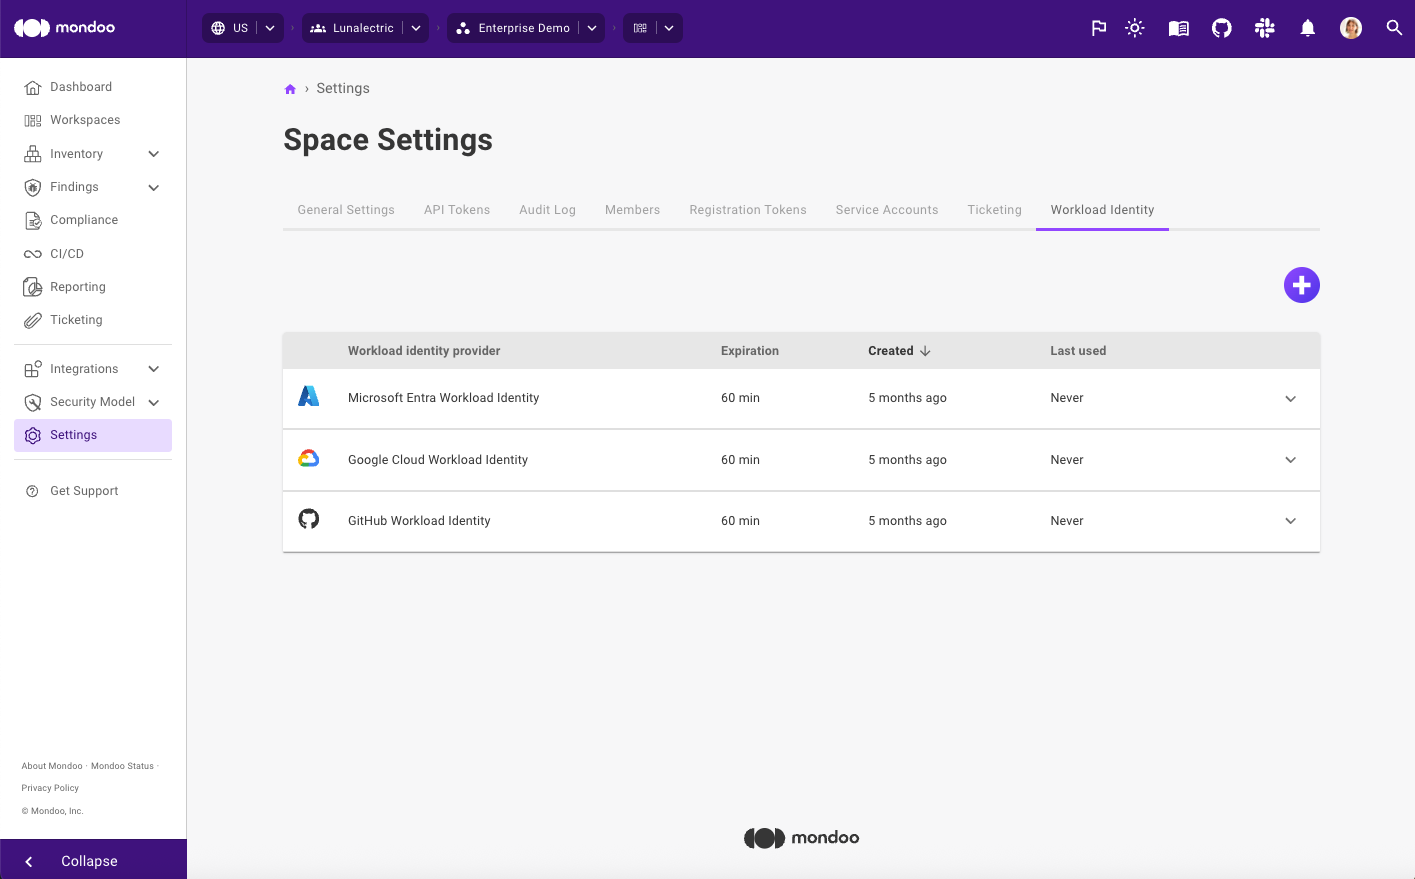 mondoo
US
Lunalectric
Enterprise Demo
Dashboard
Workspaces
Inventory
Findings
Compliance
CI/CD
Reporting
Ticketing
Integrations
Security Model
Settings
Get Support
About Mondoo · Mondoo Status ·
Privacy Policy
© Mondoo, Inc.
Collapse
› Settings
Space Settings
General Settings API Tokens Audit Log Members Registration Tokens Service Accounts Ticketing Workload Identity
Workload identity provider Expiration Created Last used
Microsoft Entra Workload Identity 60 min 5 months ago Never
Google Cloud Workload Identity 60 min 5 months ago Never
GitHub Workload Identity 60 min 5 months ago Never
mondoo